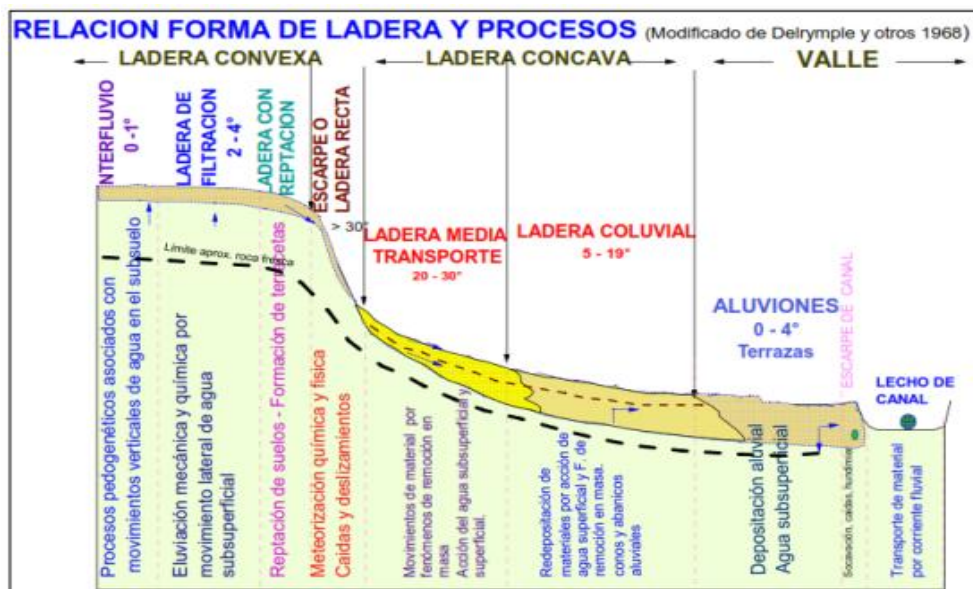 RELACION FORMA DE LADERA Y PROCESOS (Modificado de Delrymple y otros 1968)
LADERA CONVEXA
LADERA CONCAVA
VALLE
INTERFLUVIO
0 -1°
LADERA DE
FILTRACION
2 - 4°
LADERA CON
REPTACION
ESCARPE O
LADERA RECTA
> 30°
LADERA MEDIA
TRANSPORTE
20 - 30°
LADERA COLUVIAL
5 - 19°
ALUVIONES
0 - 4°
Terrazas
ESCARPE DE CANAL
LECHO DE
CANAL
Límite aprox. roca fresca
Procesos pedogenéticos asociados con
movimientos verticales de agua en el subsuelo
Eluviación mecánica y química por
movimiento lateral de agua
subsuperficial
Reptación de suelos - Formación de terracetas
Meteorización química y física
Caidas y deslizamientos
Movimientos de material por
fenómenos de remoción en
masa
Acción del agua subsuperficial y
superficial.
Redepositación de
materiales por acción de
agua superficial y F. de
remoción en masa.
conos y abanicos
aluviales
Depositación aluvial
Agua subsuperficial
Socavación, caidas, hundimie
Transporte de material
por corriente fluvial